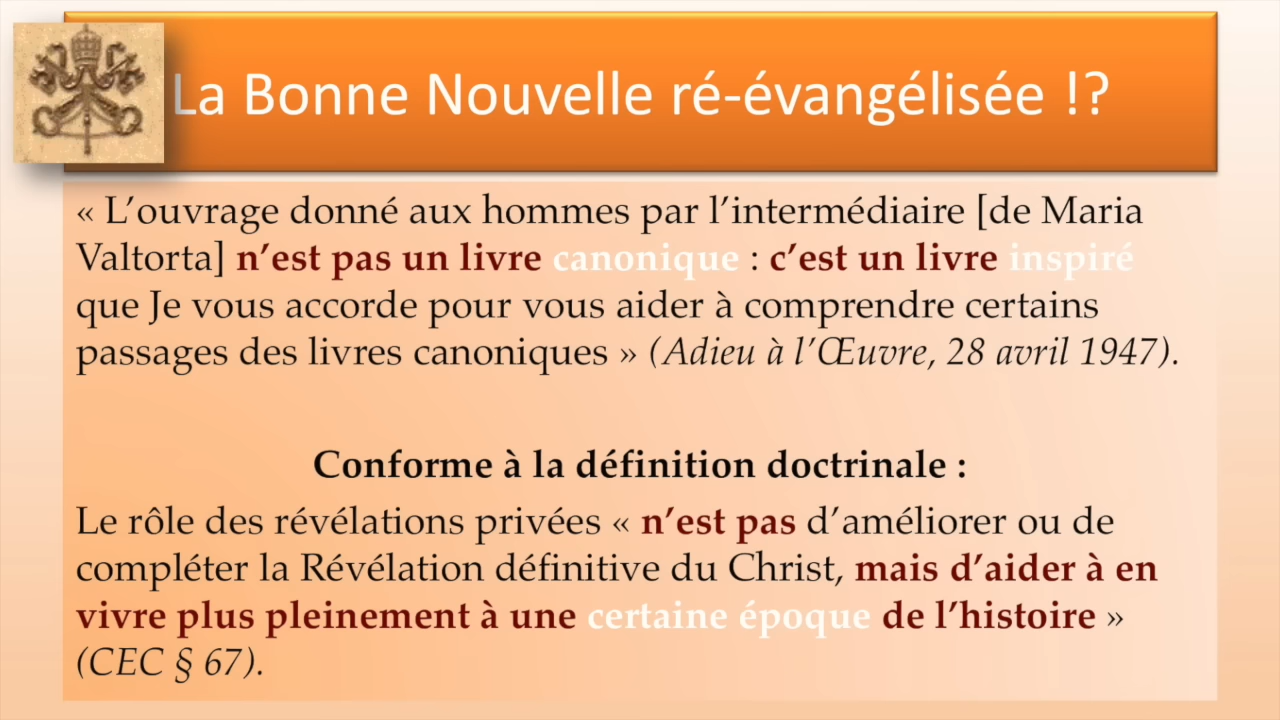 La Bonne Nouvelle ré-évangélisée !?
« L’ouvrage donné aux hommes par l’intermédiaire [de Maria
Valtorta] n’est pas un livre canonique : c’est un livre inspiré
que Je vous accorde pour vous aider à comprendre certains
passages des livres canoniques » (Adieu à l’Œuvre, 28 avril 1947).
Conforme à la définition doctrinale :
Le rôle des révélations privées « n’est pas d’améliorer ou de
compléter la Révélation définitive du Christ, mais d’aider à en
vivre plus pleinement à une certaine époque de l’histoire »
(CEC § 67).